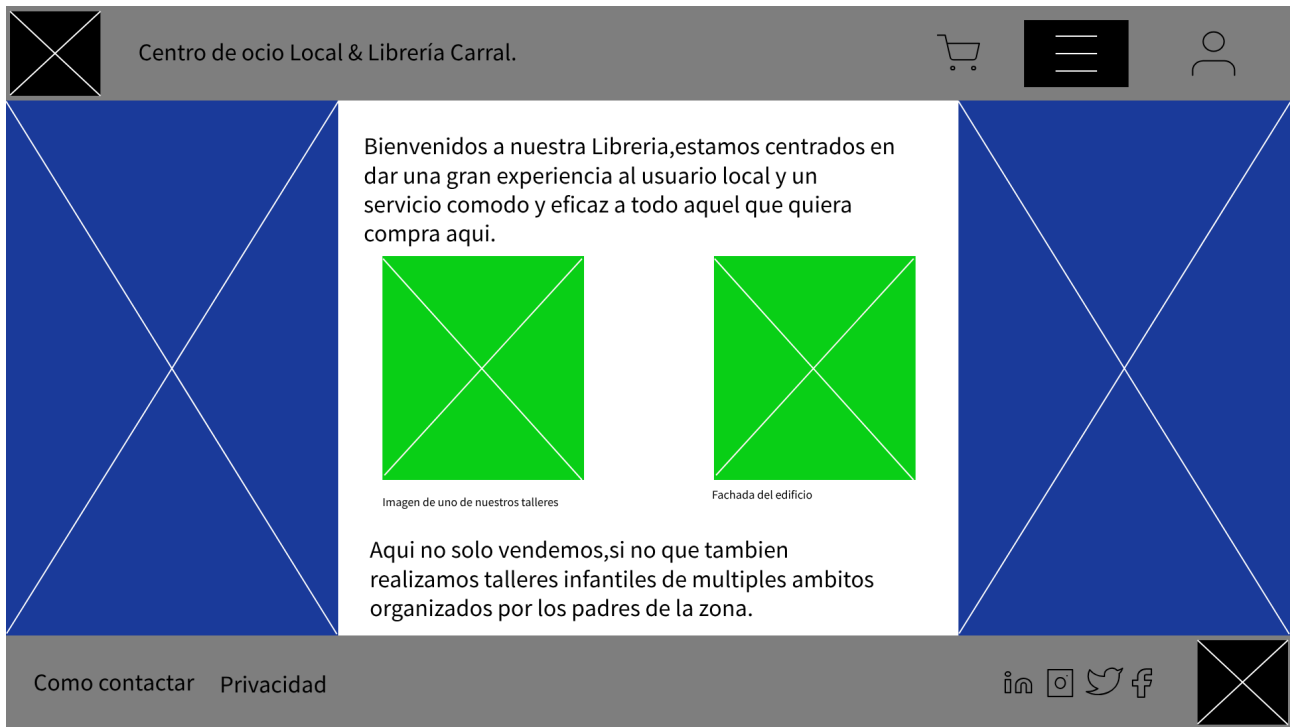 Centro de ocio Local & Librería Carral.
Bienvenidos a nuestra Libreria,estamos centrados en
dar una gran experiencia al usuario local y un
servicio comodo y eficaz a todo aquel que quiera
compra aqui.
Imagen de uno de nuestros talleres
Fachada del edificio
Aqui no solo vendemos,si no que tambien
realizamos talleres infantiles de multiples ambitos
organizados por los padres de la zona.
Como contactar
Privacidad